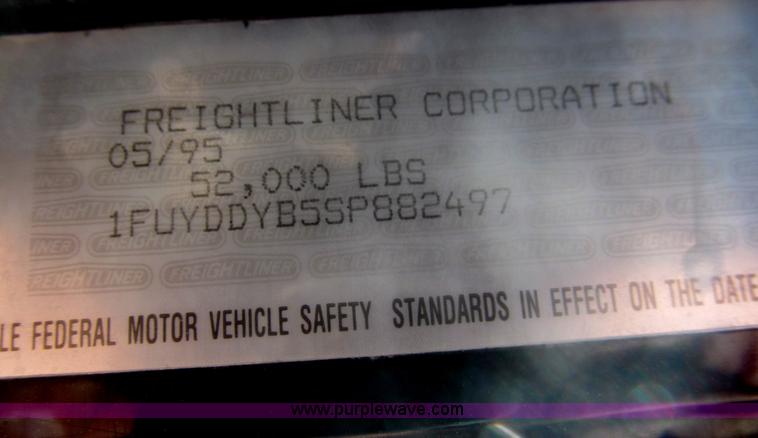 FREIGHTLINER CORPORATION
05/95
52,000 LBS
1FUYDDYB5SP882497
LE FEDERAL MOTOR VEHICLE SAFETY STANDARDS IN EFFECT ON THE DATE
www.purplewave.com